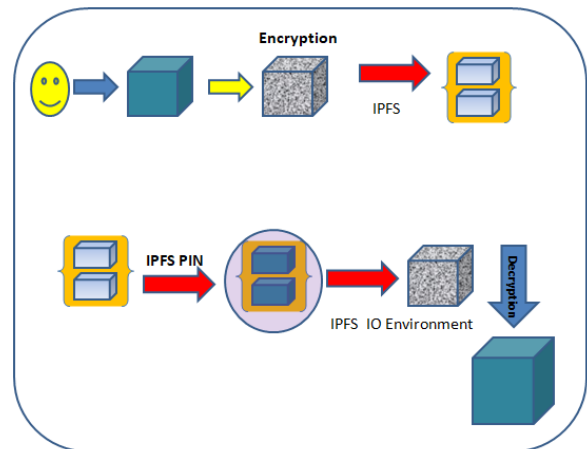 Encryption
IPFS
IPFS PIN
IPFS IO Environment
Decryption